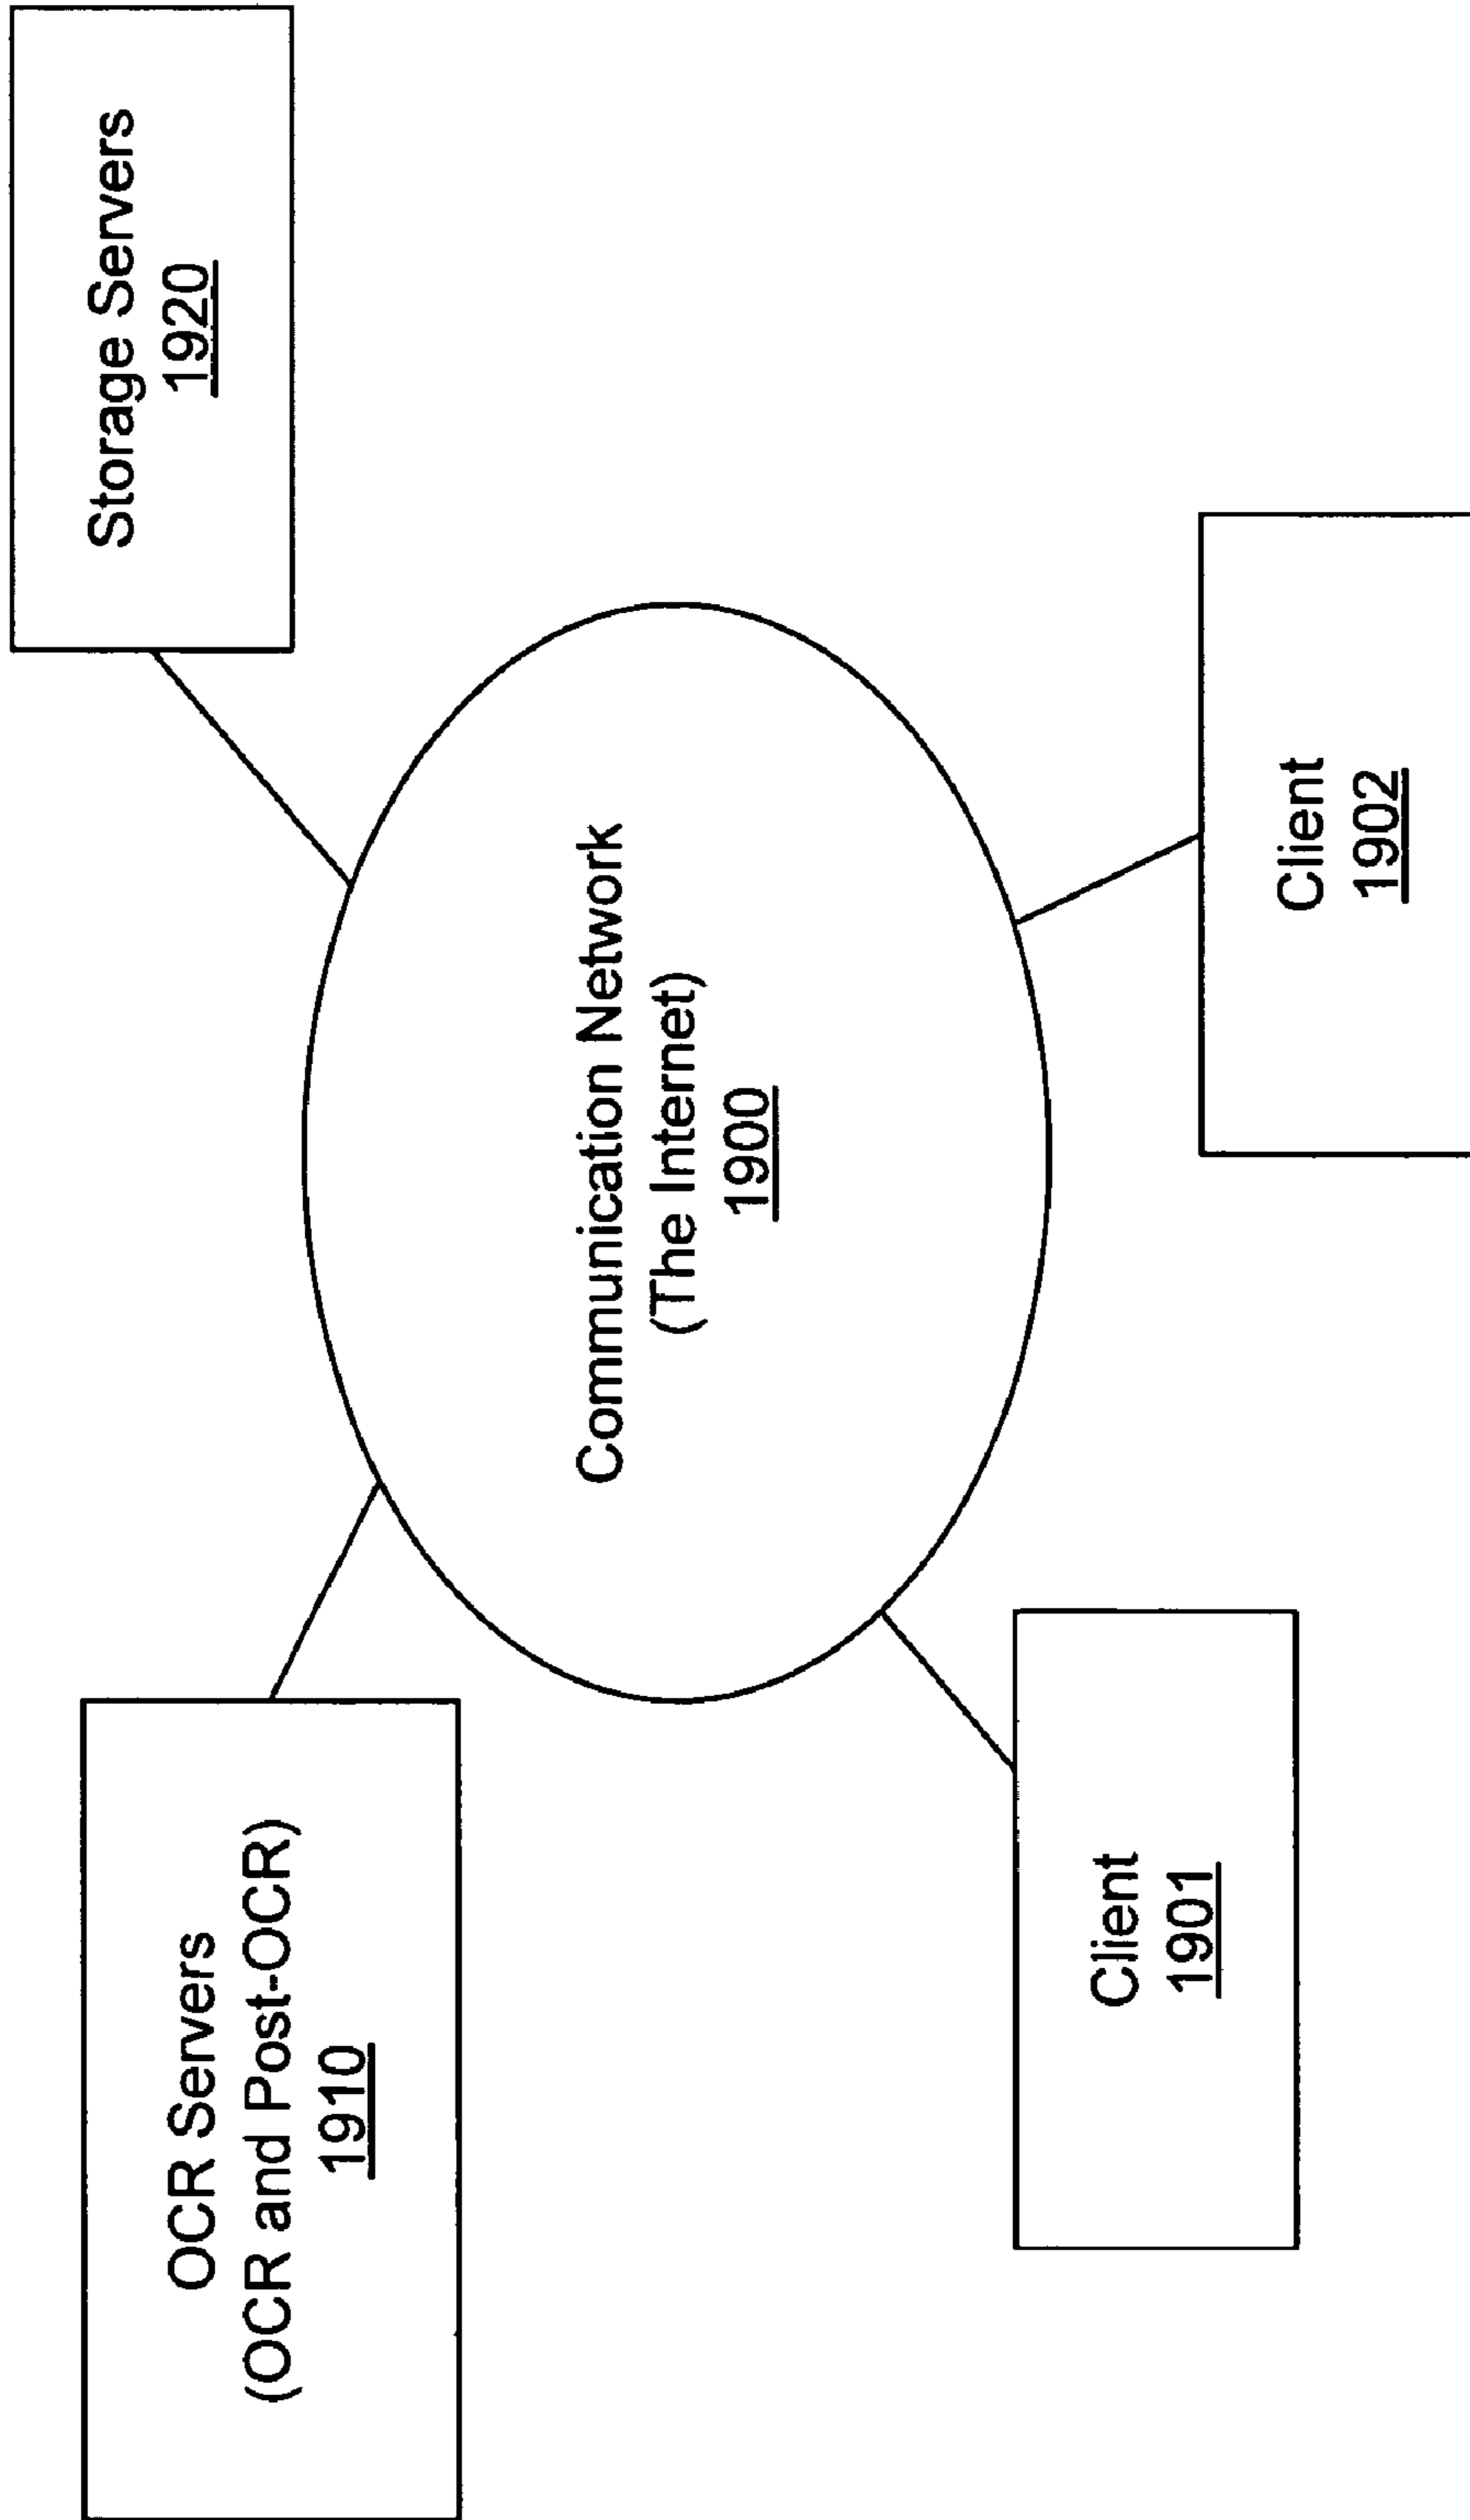 OCR Servers
(OCR and Post-OCR)
1910
Storage Servers
1920
Communication Network
(The Internet)
1900
Client
1901
Client
1902